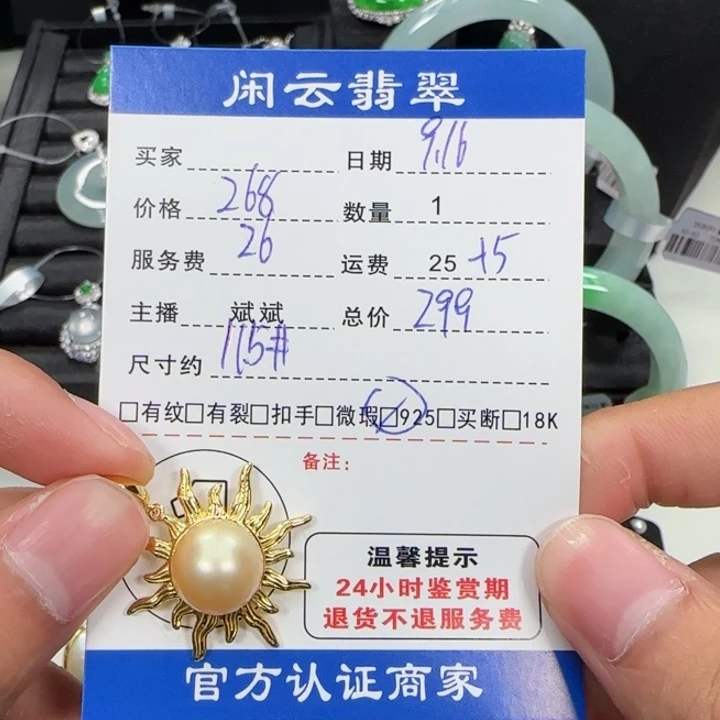 闲云翡翠
买家 日期 9.16
价格 268 数量 1
服务费 26 运费 25 +5
主播 斌斌 总价 299
尺寸约 115#
□有纹□有裂□扣手□微瑕☑925□买断□18K
备注:
温馨提示
24小时鉴赏期
退货不退服务费
官方认证商家